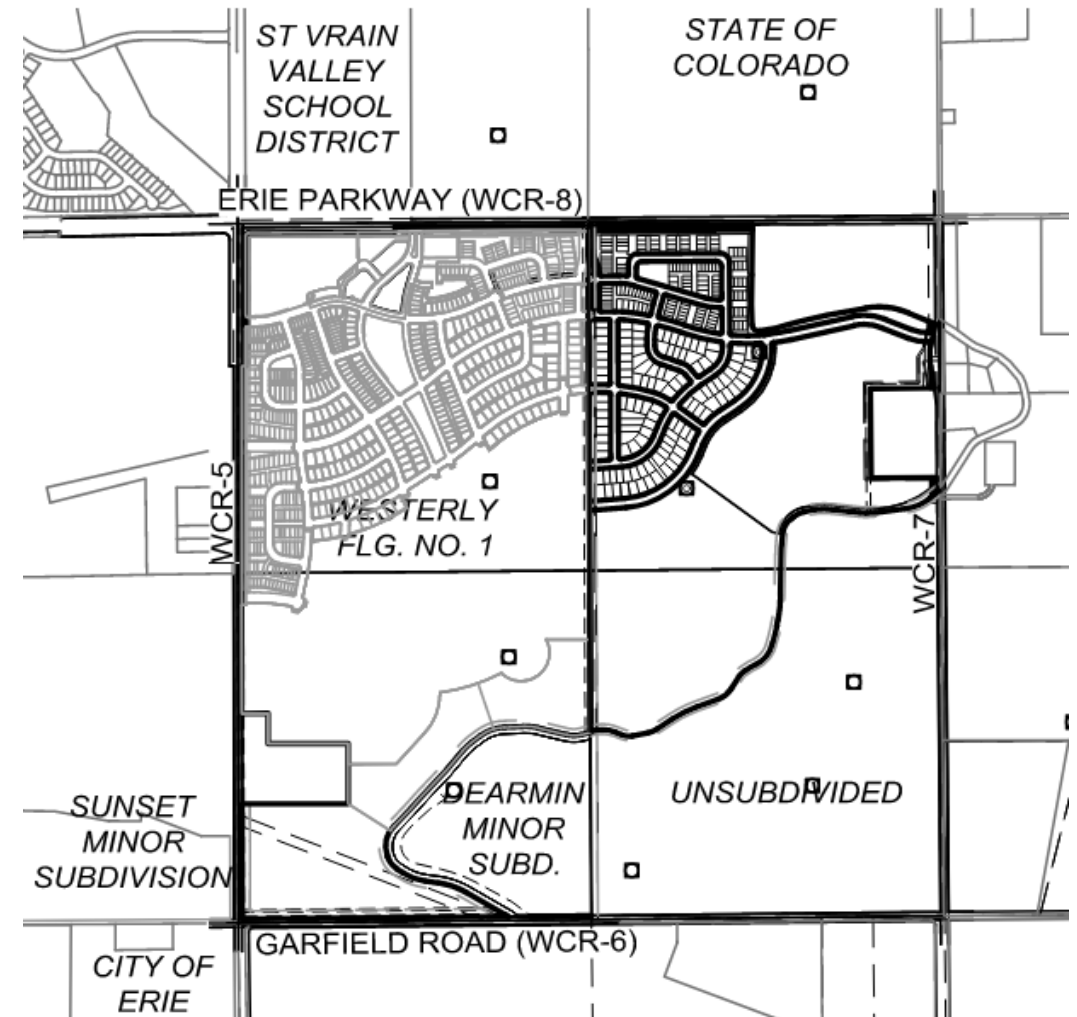 ST VRAIN
VALLEY
SCHOOL
DISTRICT
STATE OF
COLORADO
ERIE PARKWAY (WCR-8)
WCR-5
WESTERLY
FLG. NO. 1
WCR-7
SUNSET
MINOR
SUBDIVISION
DEARMIN
MINOR
SUBD.
UNSUBDIVIDED
GARFIELD ROAD (WCR-6)
CITY OF
ERIE